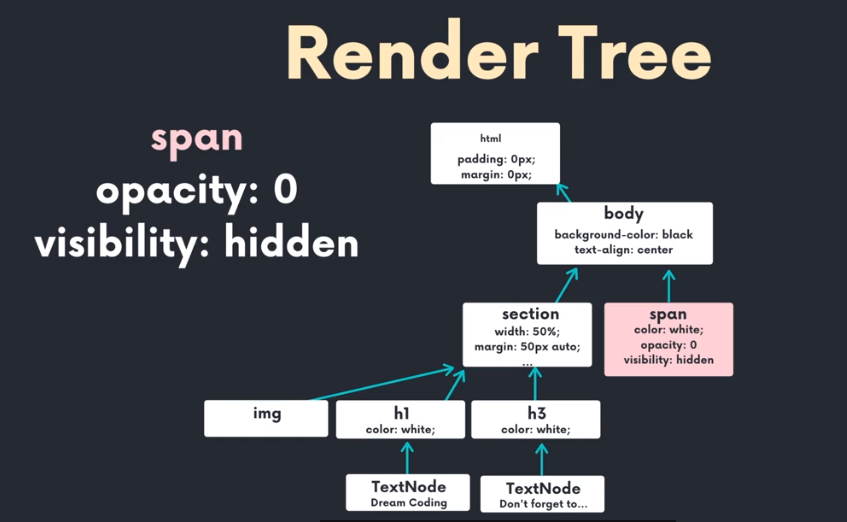 Render Tree
span
opacity: 0
visibility: hidden
html
padding: 0px;
margin: 0px;
body
background-color: black
text-align: center
section
width: 50%;
margin: 50px auto;
...
span
color: white;
opacity: 0
visibility: hidden
img
h1
color: white;
h3
color: white;
TextNode
Dream Coding
TextNode
Don't forget to...